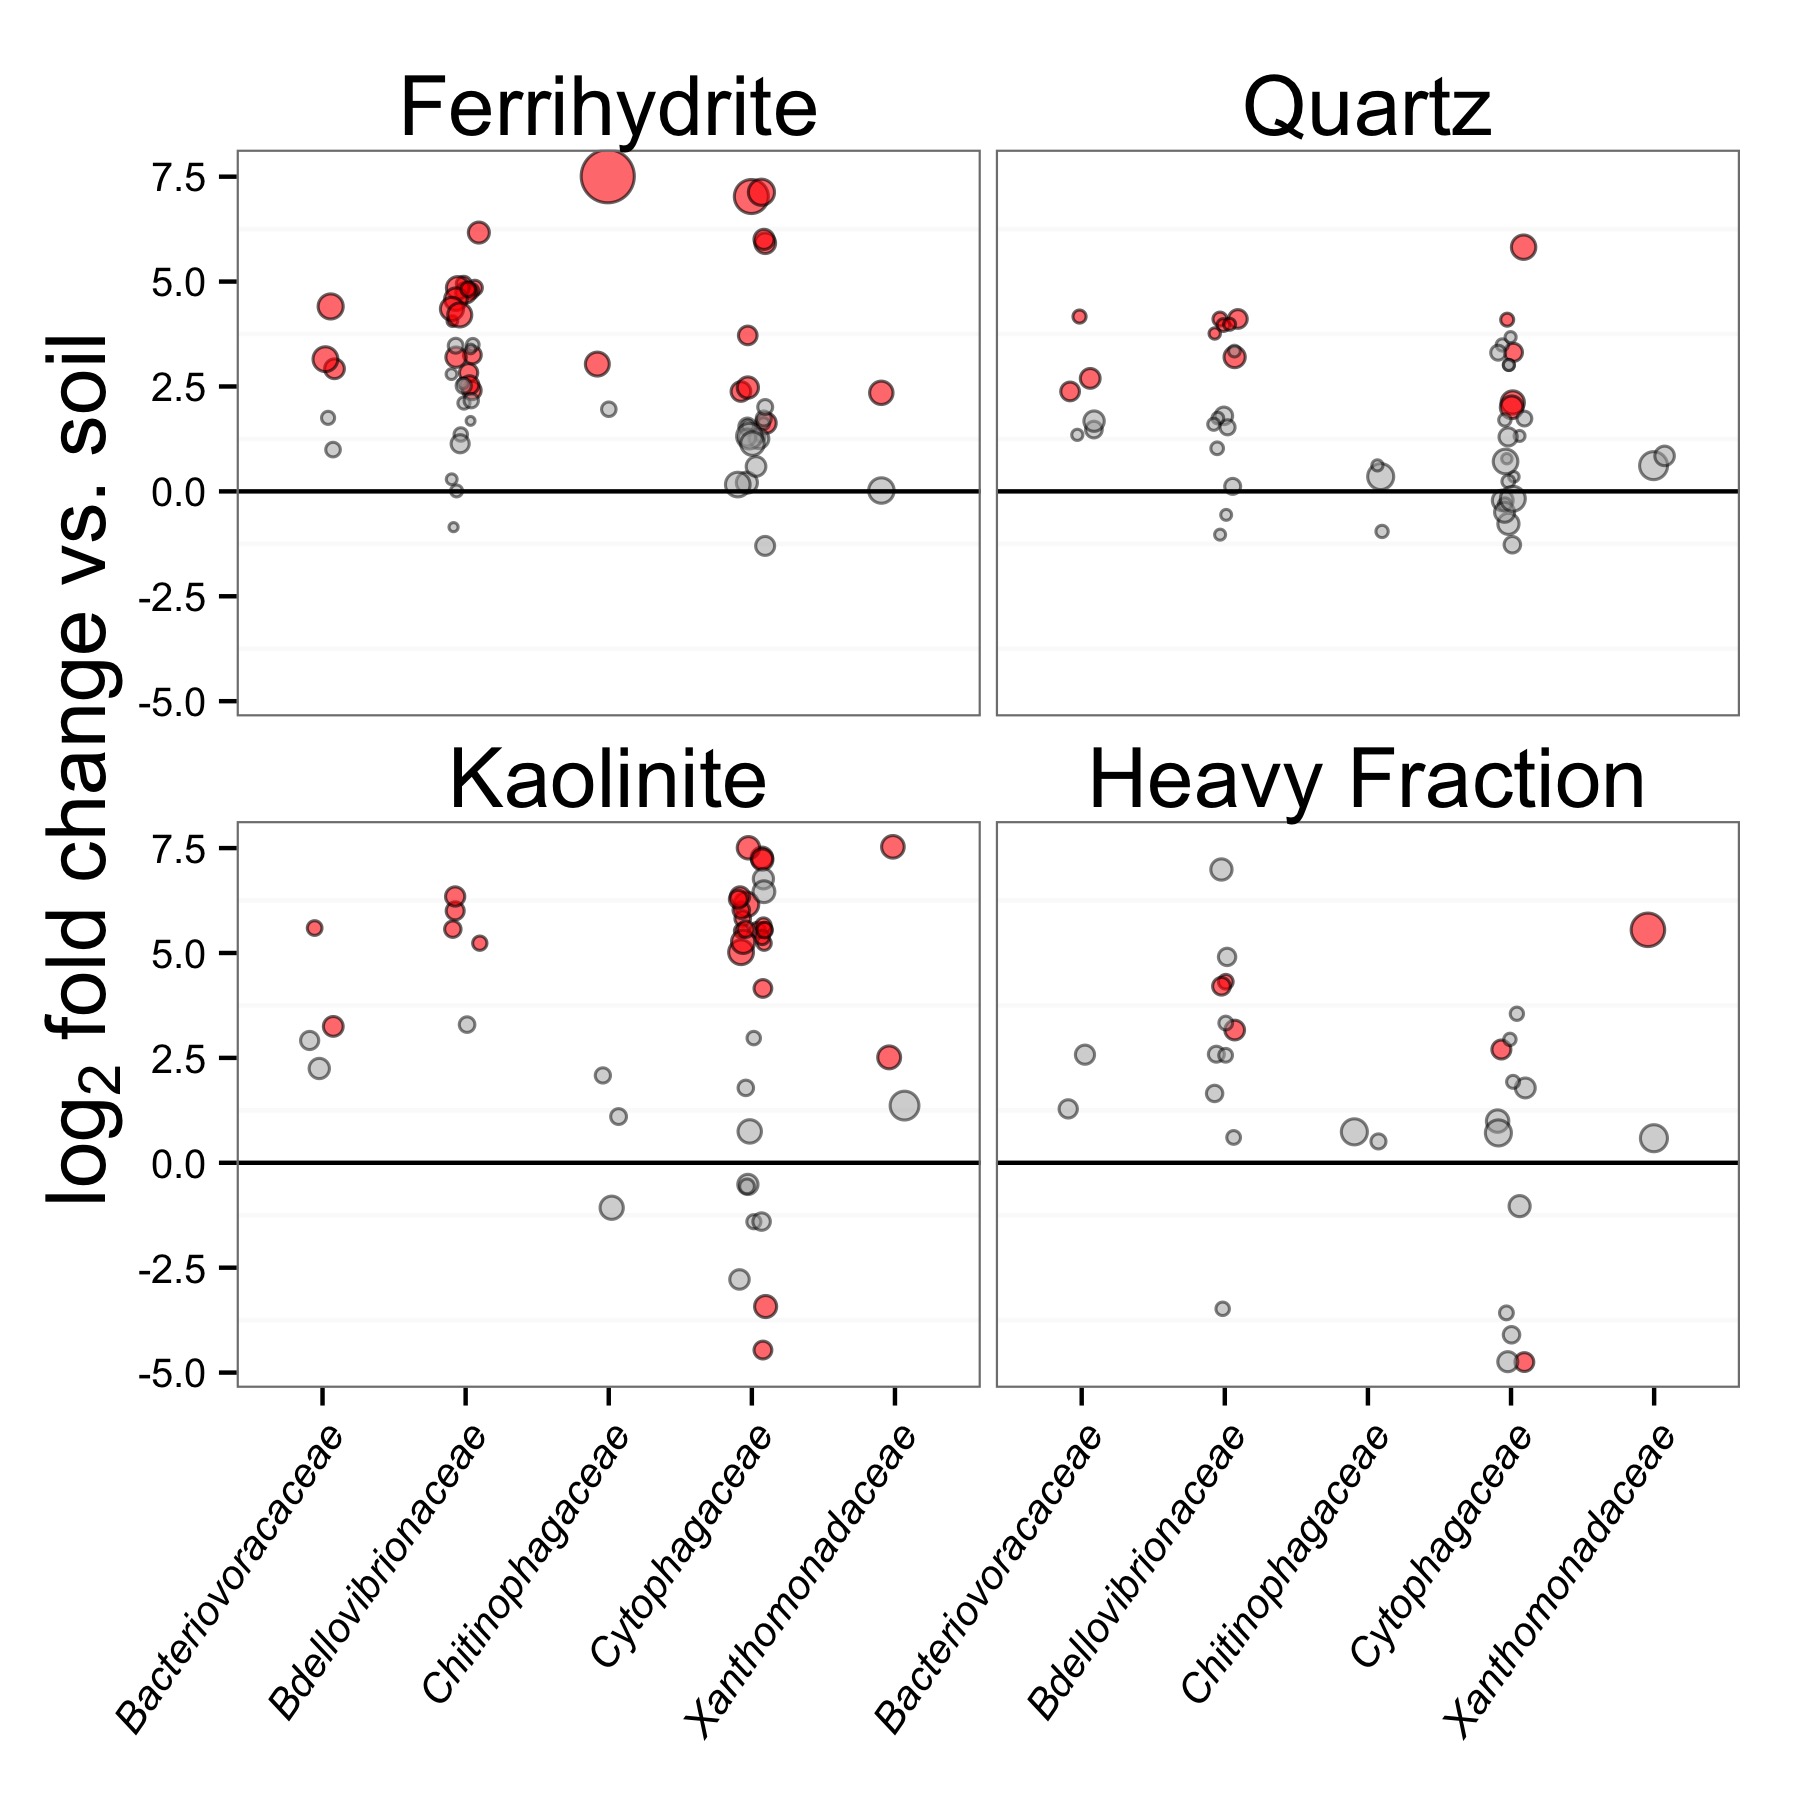 Ferrihydrite
Quartz
7.5
5.0
2.5
0.0
-2.5
-5.0
log2 fold change vs. soil
Kaolinite
Heavy Fraction
7.5
5.0
2.5
0.0
-2.5
-5.0
Bacteriovoracaceae
Bdellovibrionaceae
Chitinophagaceae
Cytophagaceae
Xanthomonadaceae
Bacteriovoracaceae
Bdellovibrionaceae
Chitinophagaceae
Cytophagaceae
Xanthomonadaceae